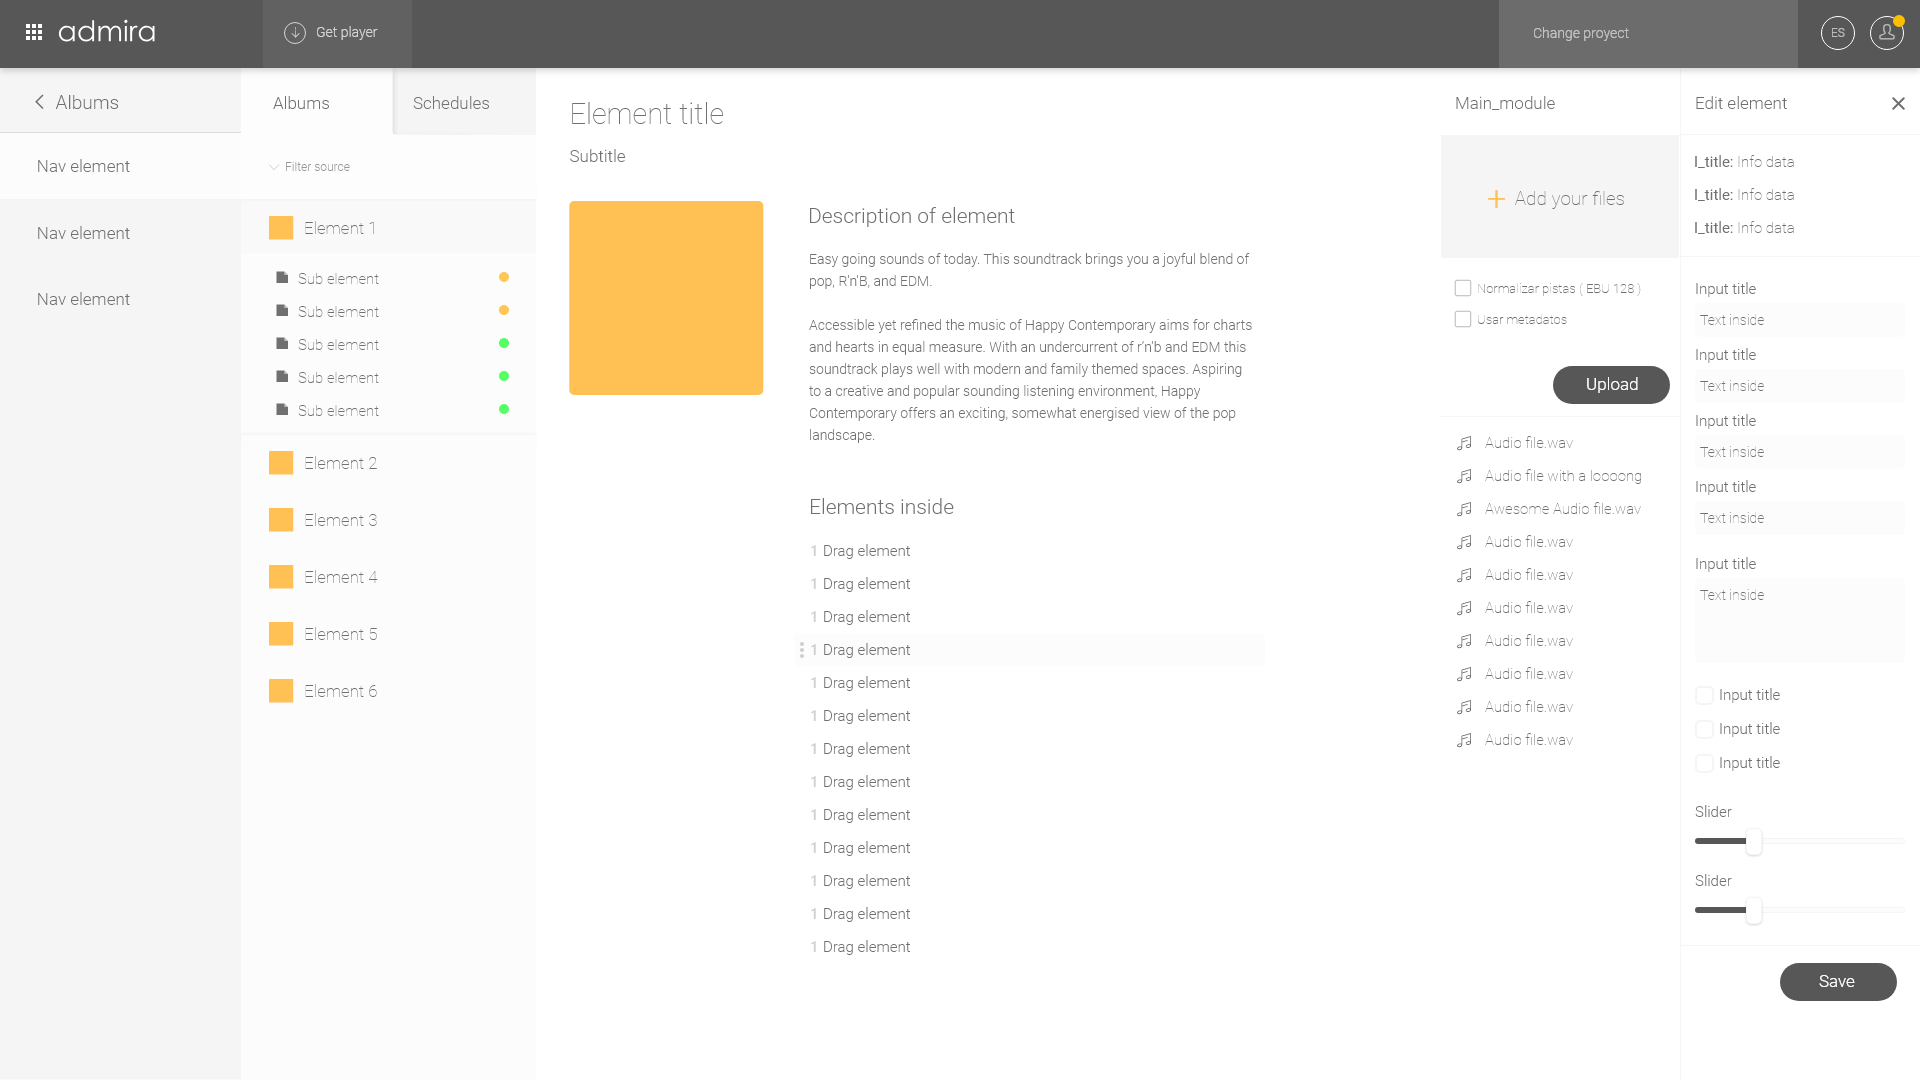 admira
Get player
Change proyect
ES
Albums
Nav element
Nav element
Nav element
Albums
Schedules
Filter source
Element 1
Sub element
Sub element
Sub element
Sub element
Sub element
Element 2
Element 3
Element 4
Element 5
Element 6
Element title
Subtitle
Description of element
Easy going sounds of today. This soundtrack brings you a joyful blend of
pop, R'n'B, and EDM.
Accessible yet refined the music of Happy Contemporary aims for charts
and hearts in equal measure. With an undercurrent of r'n'b and EDM this
soundtrack plays well with modern and family themed spaces. Aspiring
to a creative and popular sounding listening environment, Happy
Contemporary offers an exciting, somewhat energised view of the pop
landscape.
Elements inside
1 Drag element
1 Drag element
1 Drag element
1 Drag element
1 Drag element
1 Drag element
1 Drag element
1 Drag element
1 Drag element
1 Drag element
1 Drag element
1 Drag element
1 Drag element
Main_module
+ Add your files
Normalizar pistas ( EBU 128 )
Usar metadatos
Upload
Audio file.wav
Audio file with a loooong
Awesome Audio file.wav
Audio file.wav
Audio file.wav
Audio file.wav
Audio file.wav
Audio file.wav
Audio file.wav
Audio file.wav
Edit element
I_title: Info data
I_title: Info data
I_title: Info data
Input title
Text inside
Input title
Text inside
Input title
Text inside
Input title
Text inside
Input title
Text inside
Input title
Input title
Input title
Slider
Slider
Save